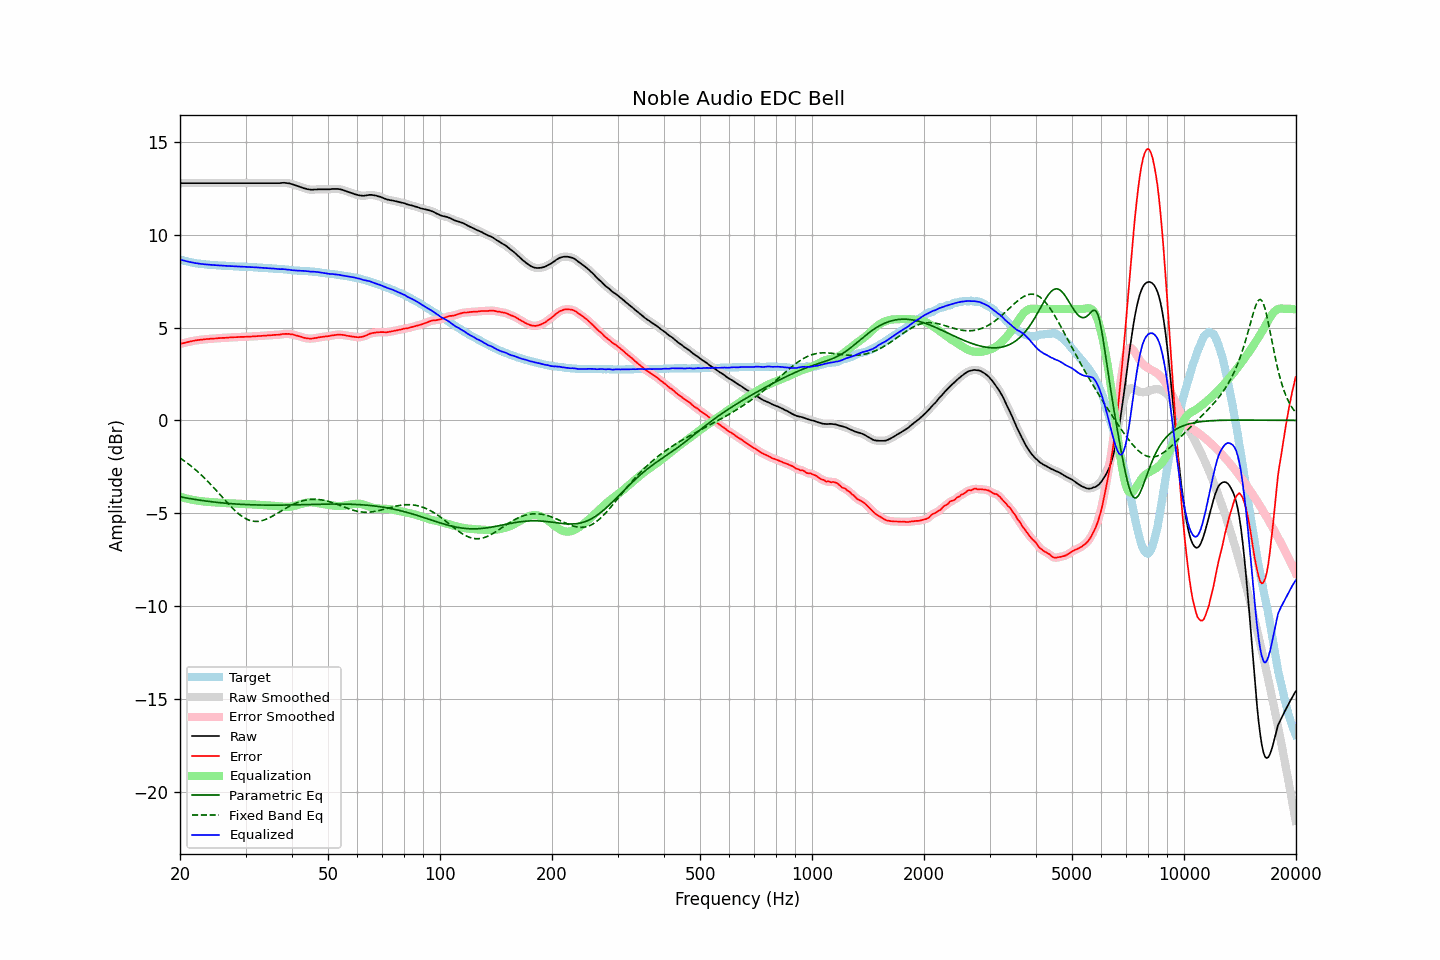 Noble Audio EDC Bell
15
10
5
0
−5
−10
−15
−20
Amplitude (dBr)
Target
Raw Smoothed
Error Smoothed
Raw
Error
Equalization
Parametric Eq
Fixed Band Eq
Equalized
20 50 100 200 500 1000 2000 5000 10000 20000
Frequency (Hz)